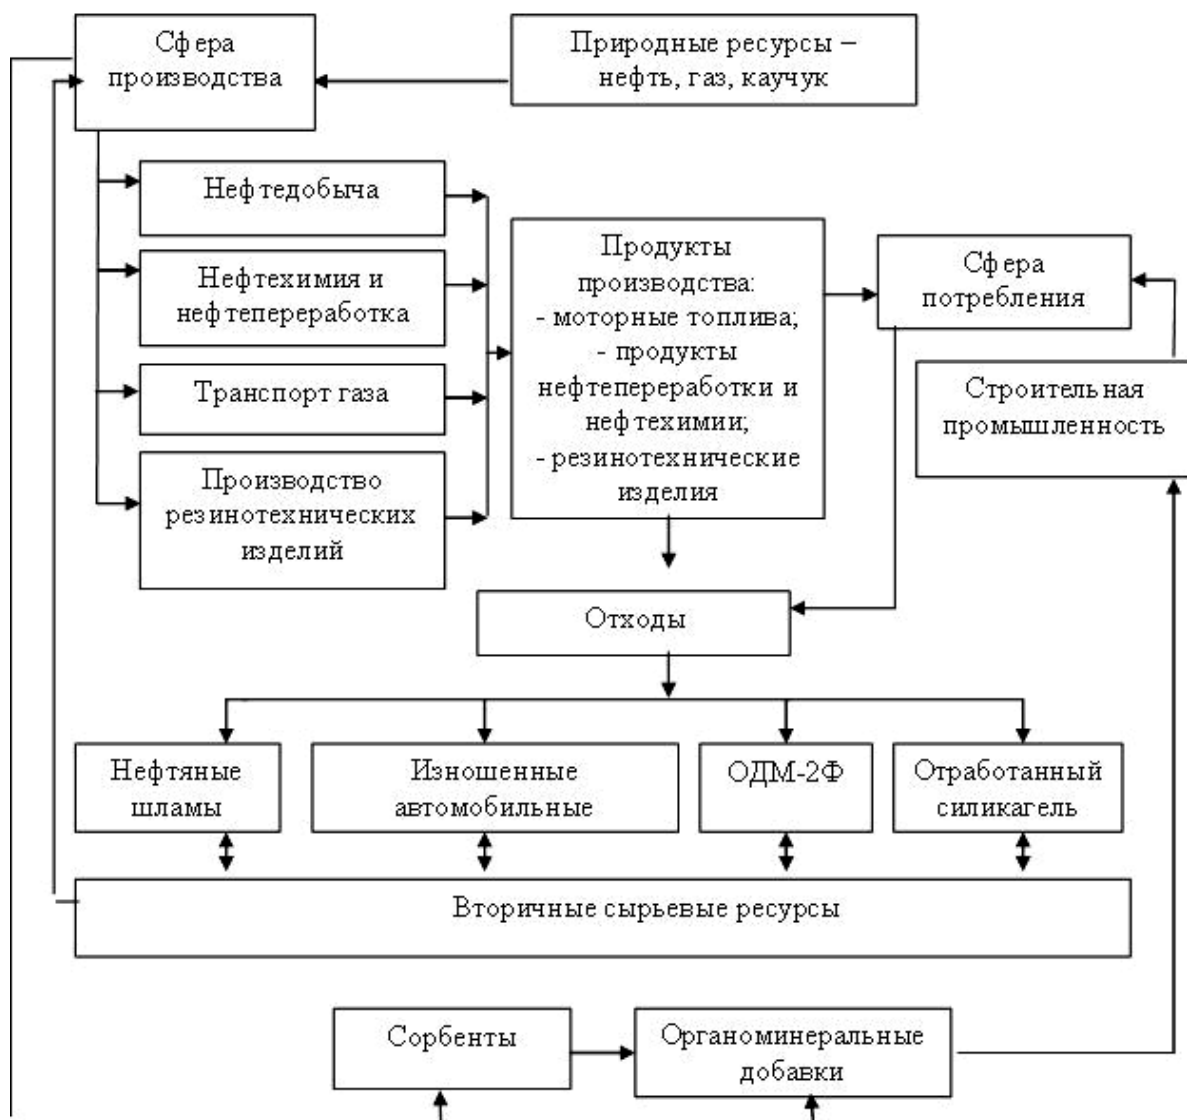 Сфера
производства
Природные ресурсы –
нефть, газ, каучук
Нефтедобыча
Нефтехимия и
нефтепереработка
Транспорт газа
Производство
резинотехнических
изделий
Продукты
производства:
- моторные топлива;
- продукты
нефтепереработки и
нефтехимии;
- резинотехнические
изделия
Сфера
потребления
Строительная
промышленность
Отходы
Нефтяные
шламы
Изношенные
автомобильные
ОДМ-2Ф
Отработанный
силикагель
Вторичные сырьевые ресурсы
Сорбенты
Органоминеральные
добавки